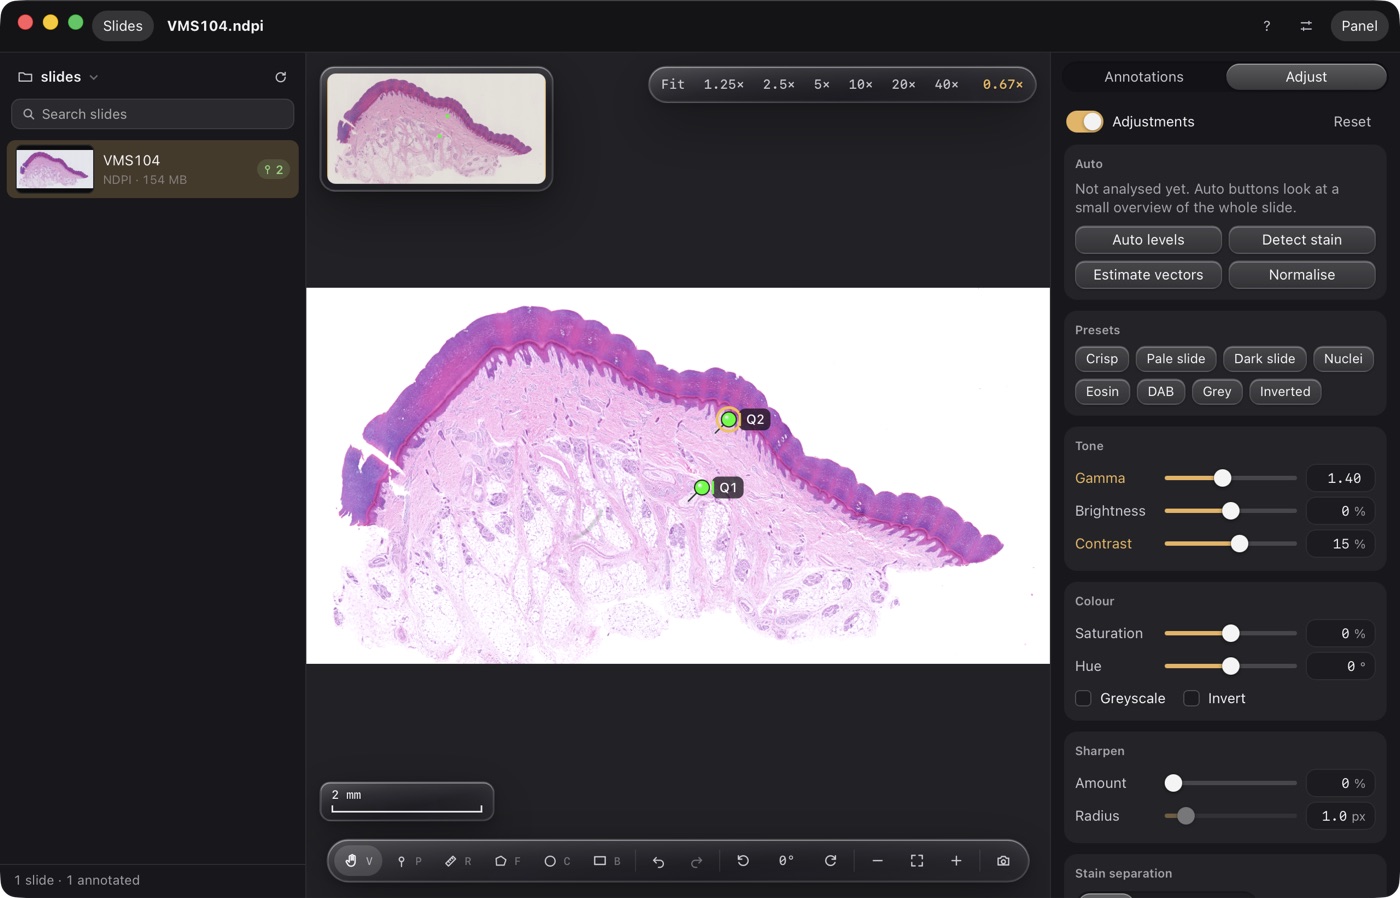 Slides
VMS104.ndpi
?
Panel
slides
Search slides
VMS104
NDPI · 154 MB
2
1 slide · 1 annotated
Fit 1.25× 2.5× 5× 10× 20× 40× 0.67×
Q2
Q1
2 mm
V P R F C B 0°
Annotations
Adjust
Adjustments
Reset
Auto
Not analysed yet. Auto buttons look at a
small overview of the whole slide.
Auto levels
Detect stain
Estimate vectors
Normalise
Presets
Crisp Pale slide Dark slide Nuclei
Eosin DAB Grey Inverted
Tone
Gamma 1.40
Brightness 0 %
Contrast 15 %
Colour
Saturation 0 %
Hue 0 °
Greyscale Invert
Sharpen
Amount 0 %
Radius 1.0 px
Stain separation